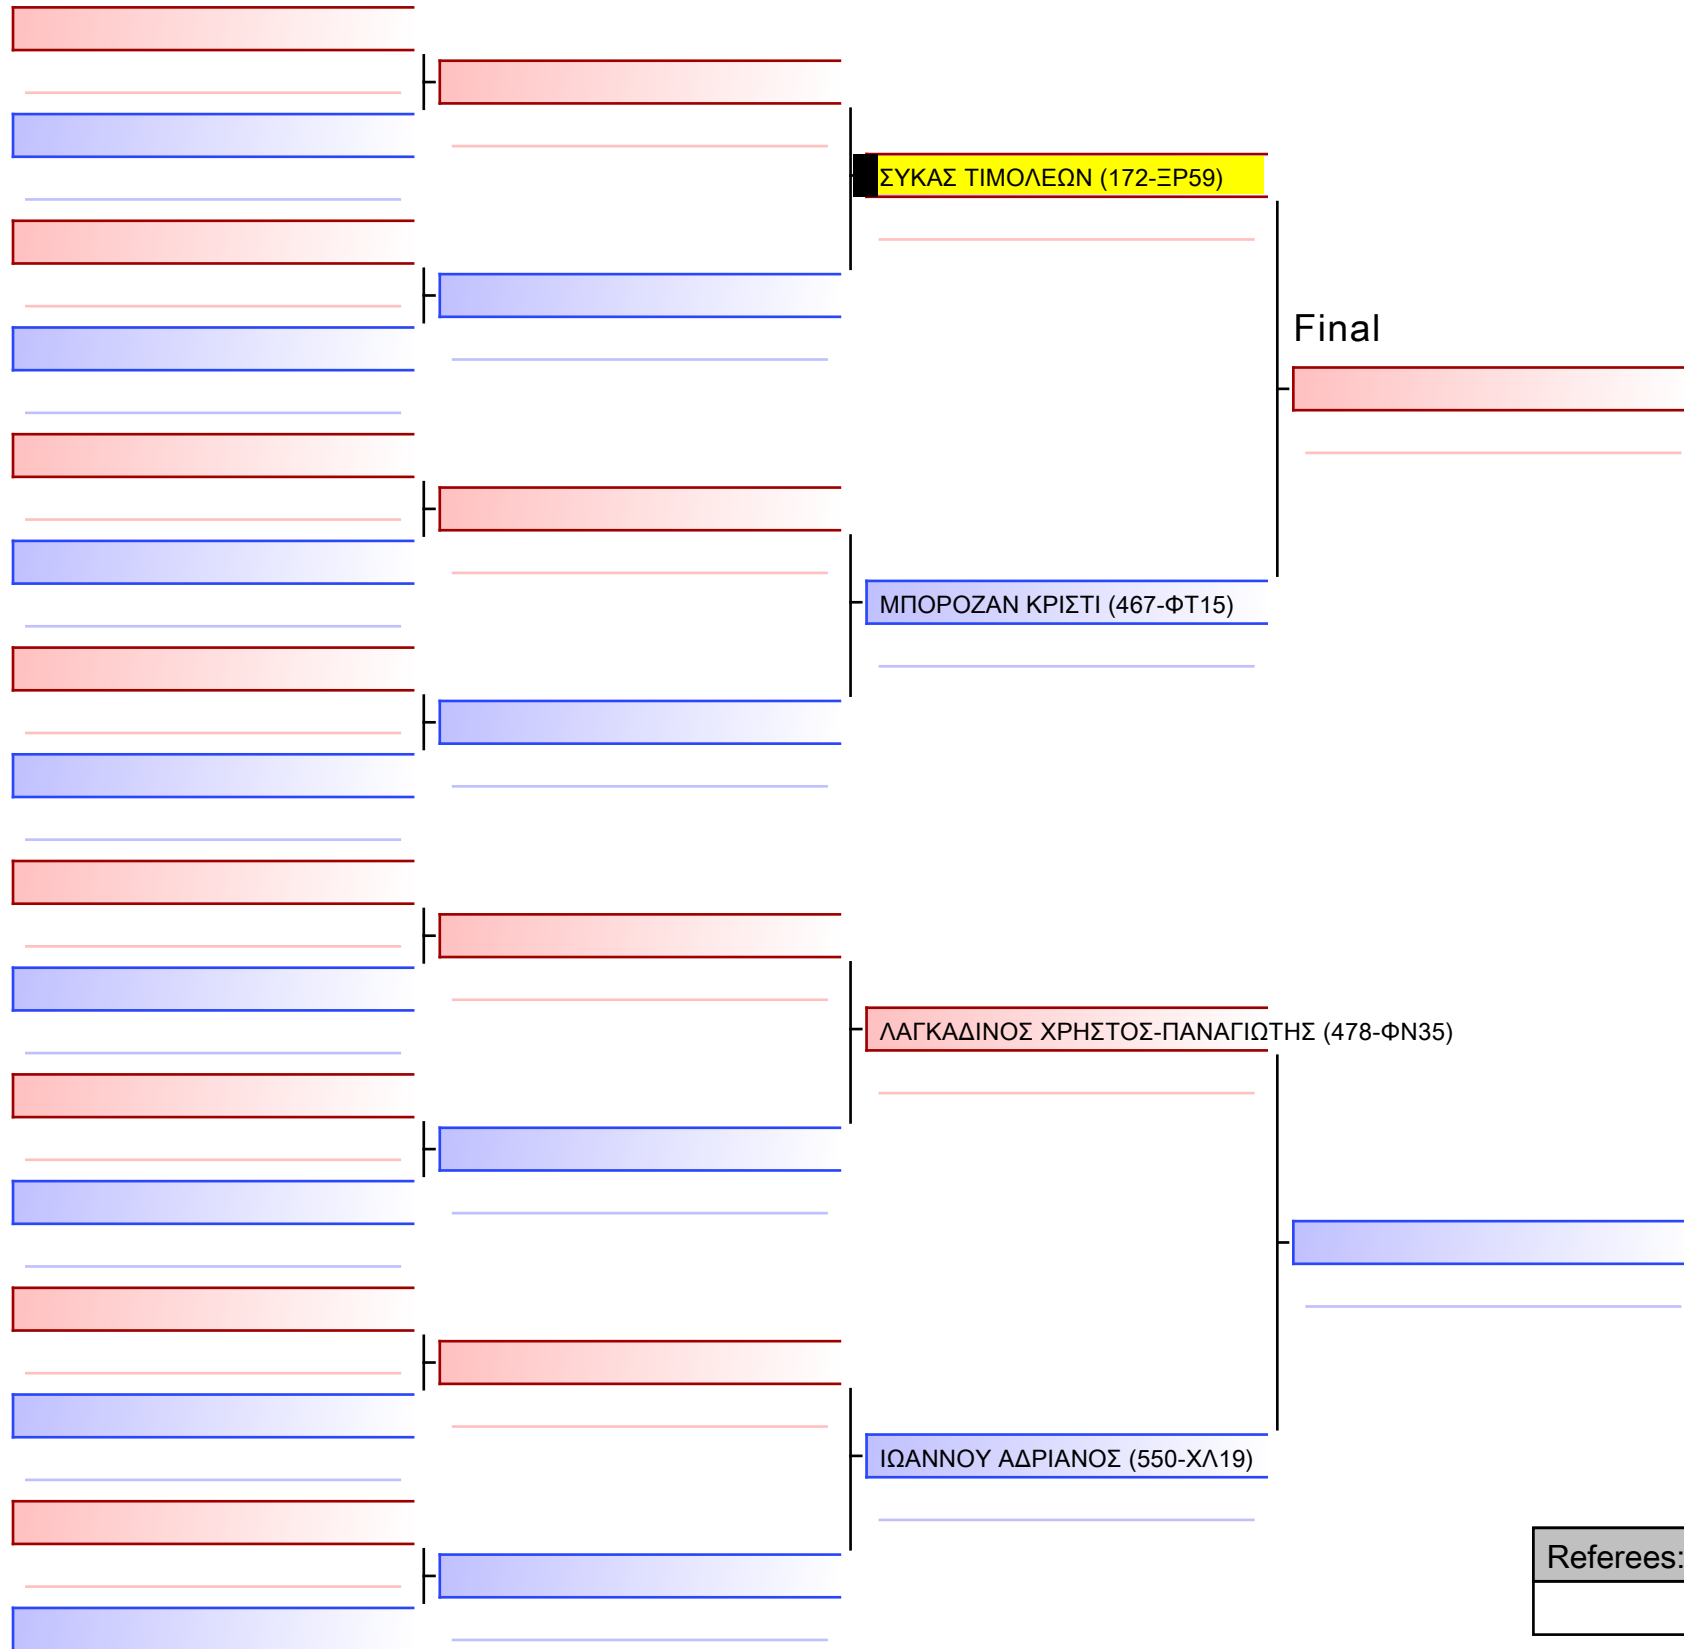 ΣΥΚΑΣ ΤΙΜΟΛΕΩΝ (172-ΞΡ59)
Final
ΜΠΟΡΟΖΑΝ ΚΡΙΣΤΙ (467-ΦΤ15)
ΛΑΓΚΑΔΙΝΟΣ ΧΡΗΣΤΟΣ-ΠΑΝΑΓΙΩΤΗΣ (478-ΦΝ35)
ΙΩΑΝΝΟΥ ΑΔΡΙΑΝΟΣ (550-ΧΛ19)
Referees: